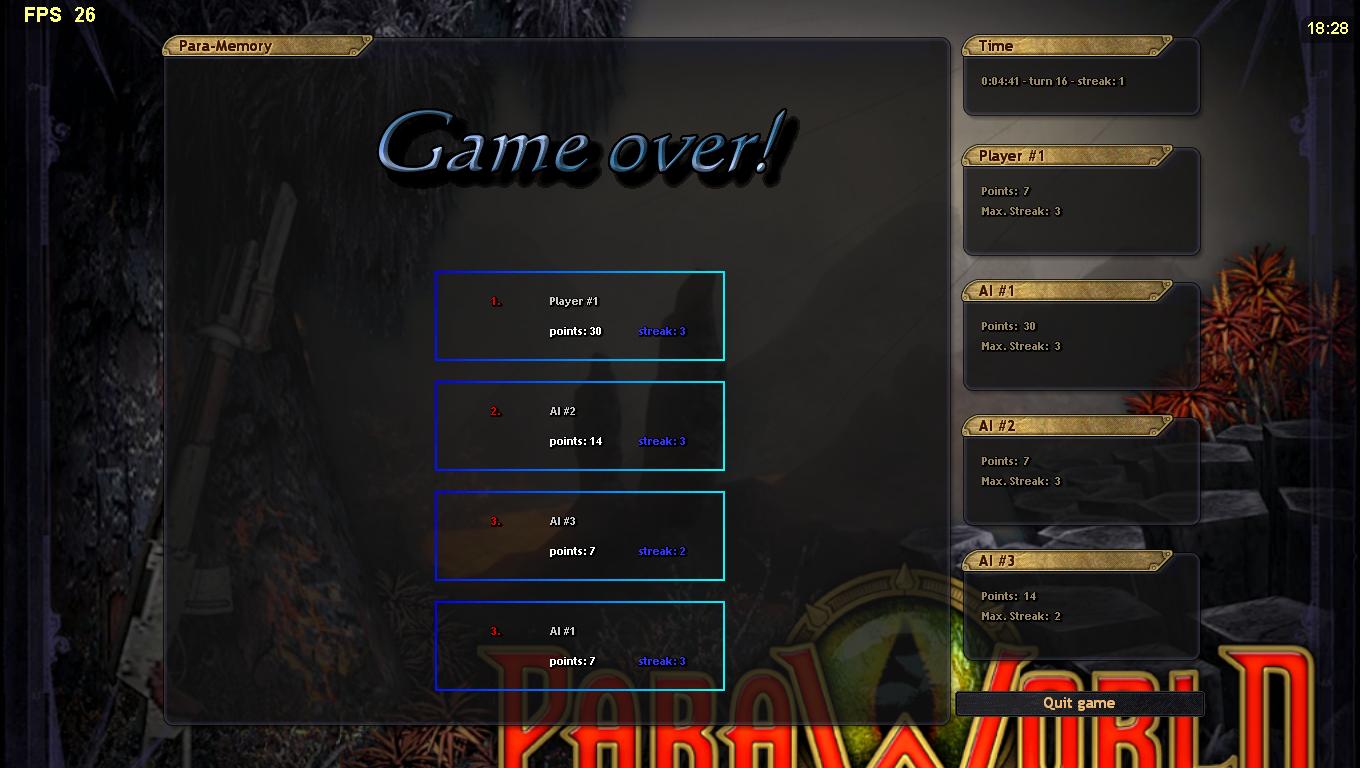 FPS 26
18:28
Para-Memory
Game over!
1. Player #1
points: 30 streak: 3
2. AI #2
points: 14 streak: 3
3. AI #3
points: 7 streak: 2
3. AI #1
points: 7 streak: 3
Time
0:04:41 - turn 16 - streak: 1
Player #1
Points: 7
Max. Streak: 3
AI #1
Points: 30
Max. Streak: 3
AI #2
Points: 7
Max. Streak: 3
AI #3
Points: 14
Max. Streak: 2
Quit game
PARAWORLD